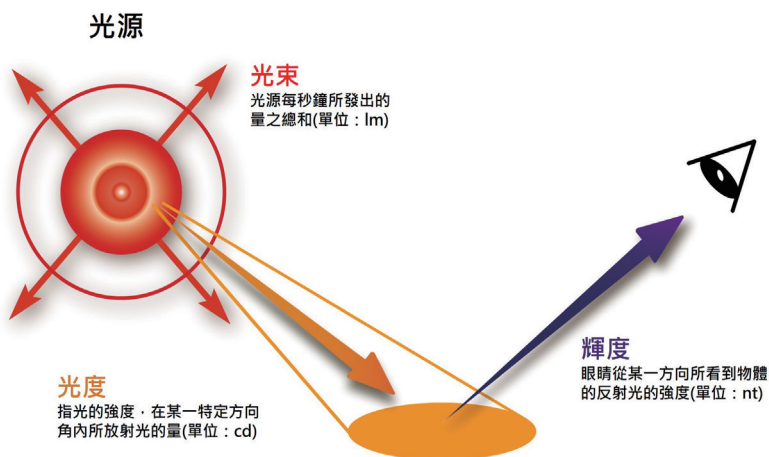 光源
光束
光源每秒鐘所發出的
量之總和(單位：lm)
光度
指光的強度，在某一特定方向
角內所放射光的量(單位：cd)
輝度
眼睛從某一方向所看到物體
的反射光的強度(單位：nt)